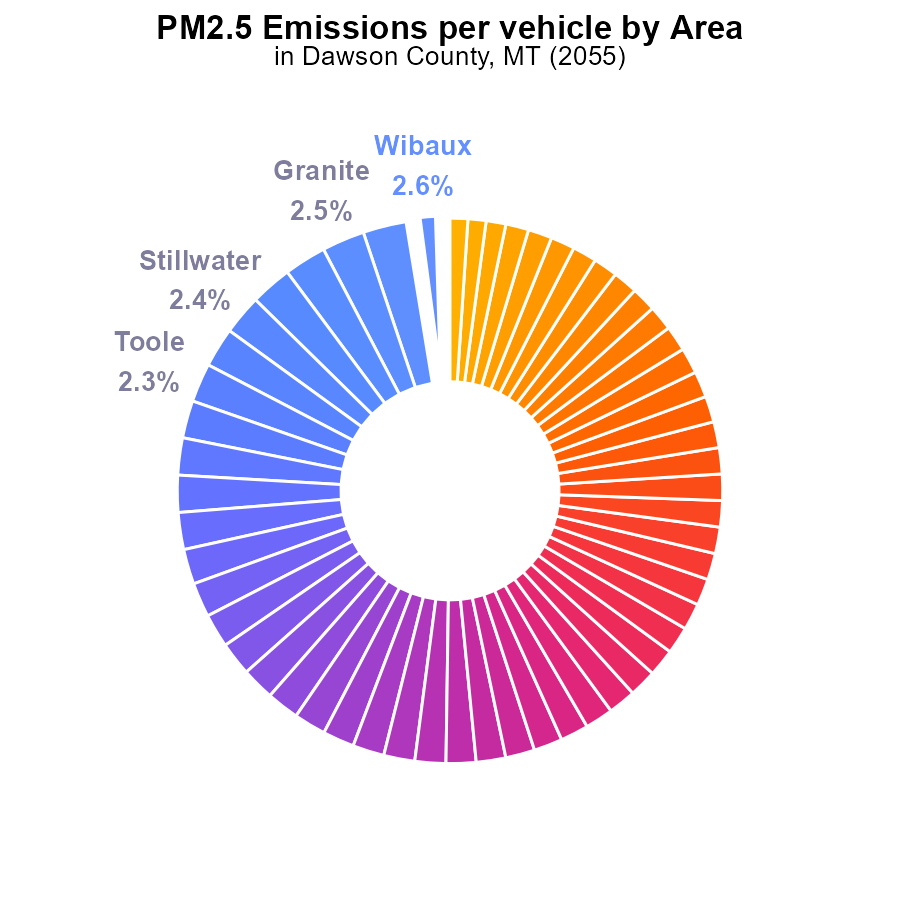 PM2.5 Emissions per vehicle by Area
in Dawson County, MT (2055)
Wibaux
2.6%
Granite
2.5%
Stillwater
2.4%
Toole
2.3%